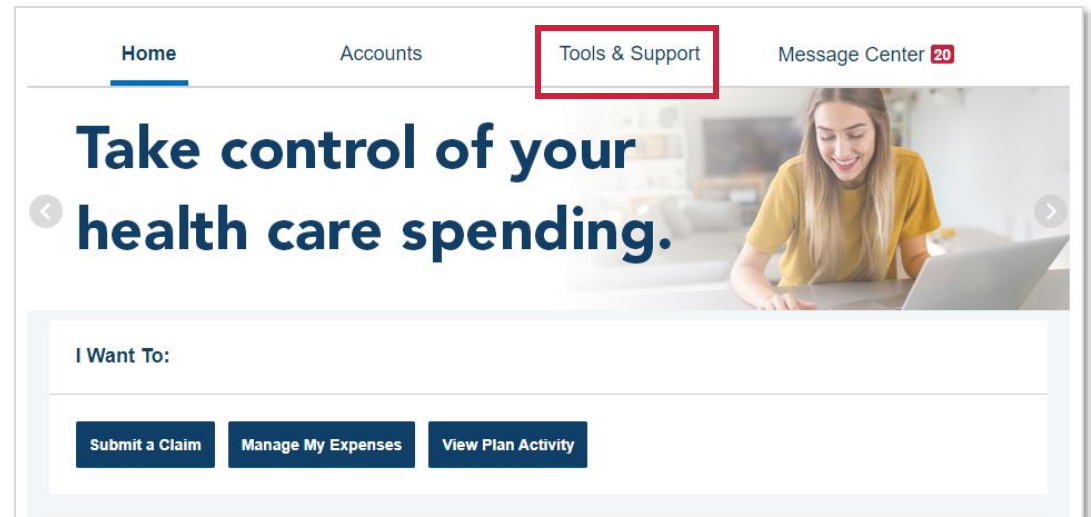 Home Accounts Tools & Support Message Center 20
Take control of your
health care spending.
I Want To:
Submit a Claim Manage My Expenses View Plan Activity